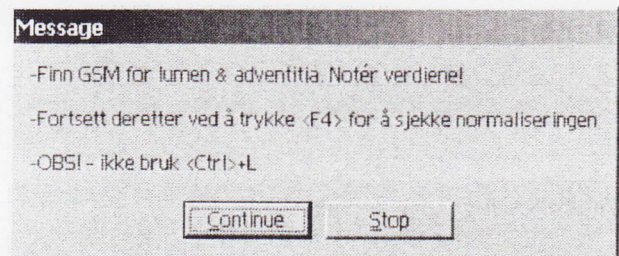 Message
-Finn GSM for lumen & adventitia. Notér verdiene!
-Fortsett deretter ved å trykke <F4> for å sjekke normaliseringen
-OBS! - ikke bruk <Ctrl>+L
Continue Stop